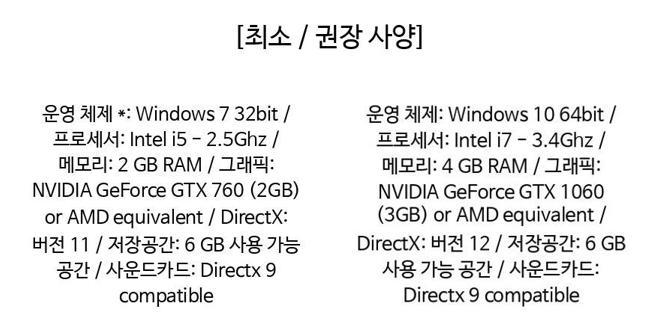 [최소 / 권장 사양]
운영 체제 *: Windows 7 32bit /
프로세서: Intel i5 – 2.5Ghz /
메모리: 2 GB RAM / 그래픽:
NVIDIA GeForce GTX 760 (2GB)
or AMD equivalent / DirectX:
버전 11 / 저장공간: 6 GB 사용 가능
공간 / 사운드카드: Directx 9
compatible
운영 체제: Windows 10 64bit /
프로세서: Intel i7 – 3.4Ghz /
메모리: 4 GB RAM / 그래픽:
NVIDIA GeForce GTX 1060
(3GB) or AMD equivalent /
DirectX: 버전 12 / 저장공간: 6 GB
사용 가능 공간 / 사운드카드:
Directx 9 compatible